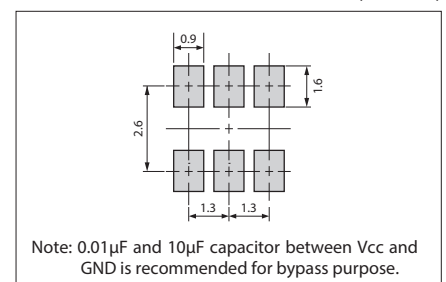 0.9
1.6
2.6
1.3 1.3
Note: 0.01µF and 10µF capacitor between Vcc and
GND is recommended for bypass purpose.